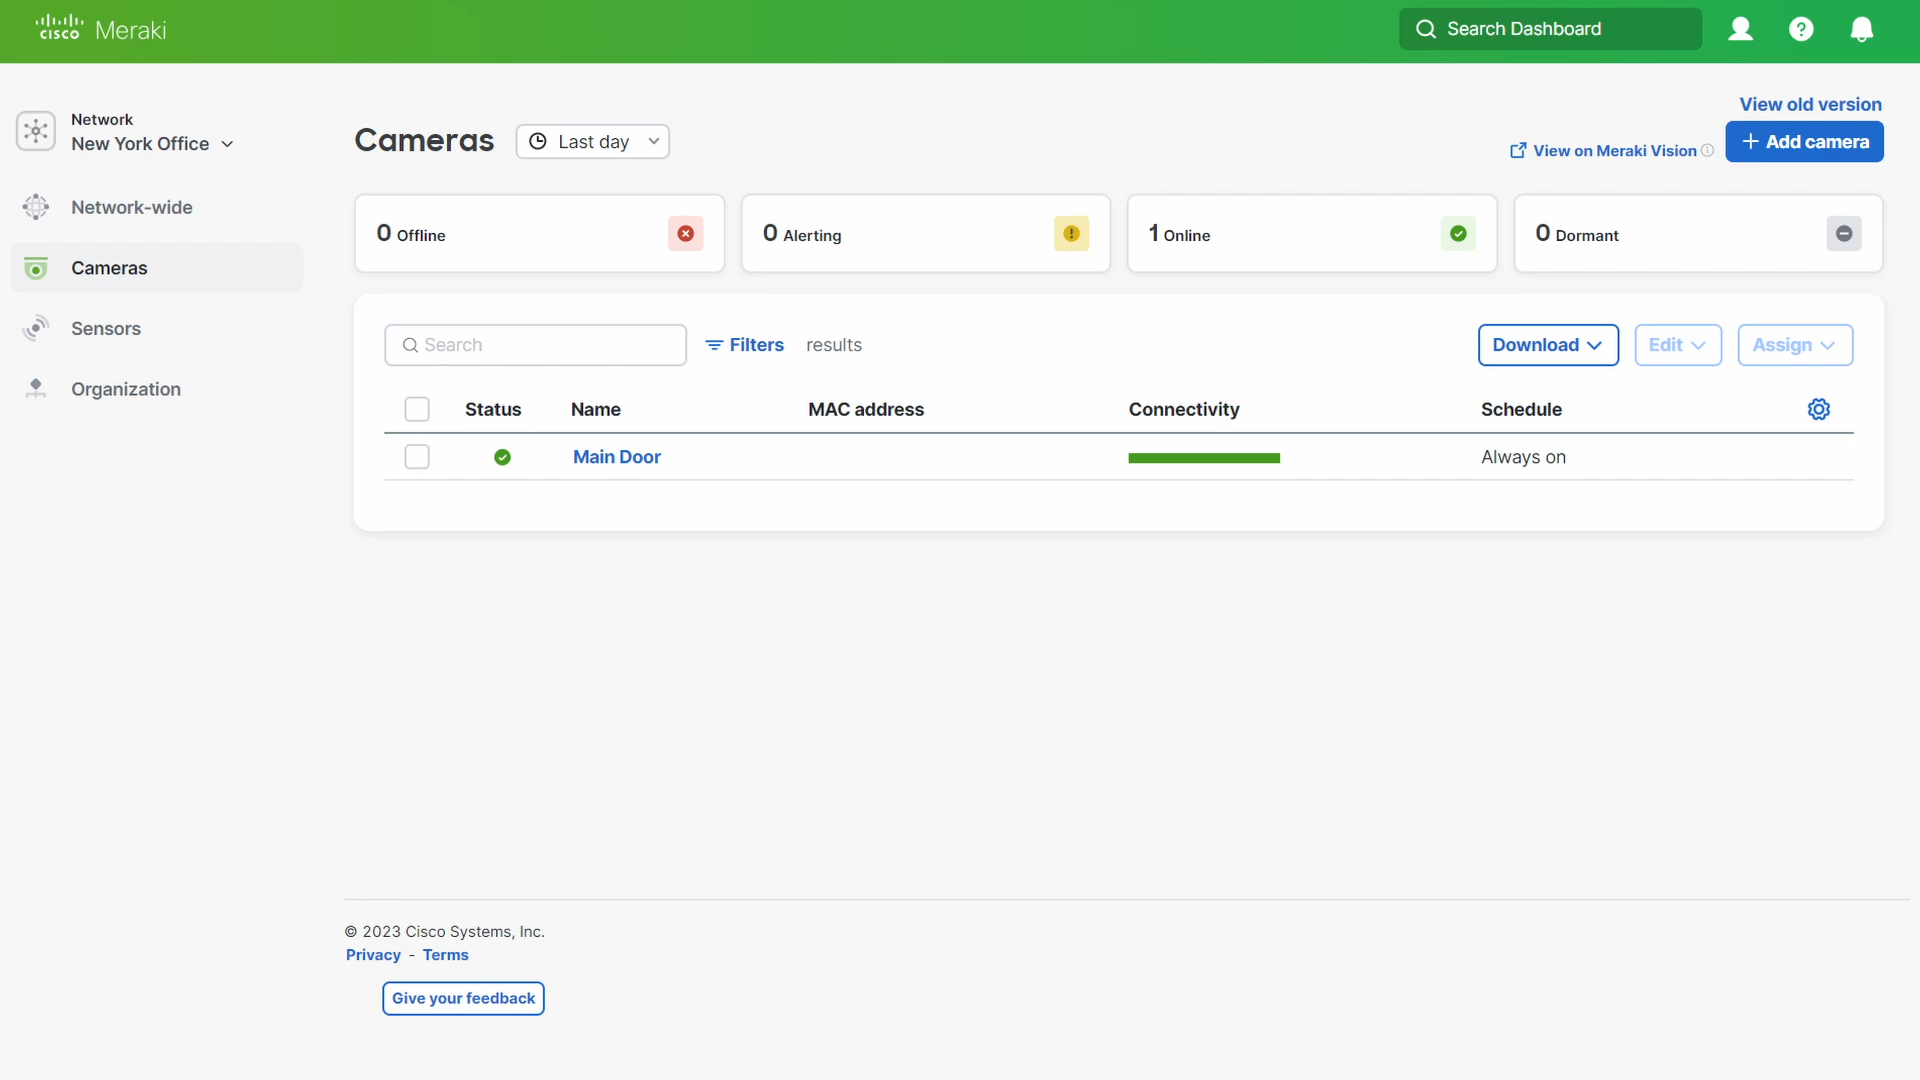 CISCO Meraki
Search Dashboard
Network
New York Office
Network-wide
Cameras
Sensors
Organization
View old version
Cameras
Last day
View on Meraki Vision
+ Add camera
0 Offline
0 Alerting
1 Online
0 Dormant
Search
Filters
results
Download
Edit
Assign
Status Name MAC address Connectivity Schedule
Main Door Always on
© 2023 Cisco Systems, Inc.
Privacy - Terms
Give your feedback